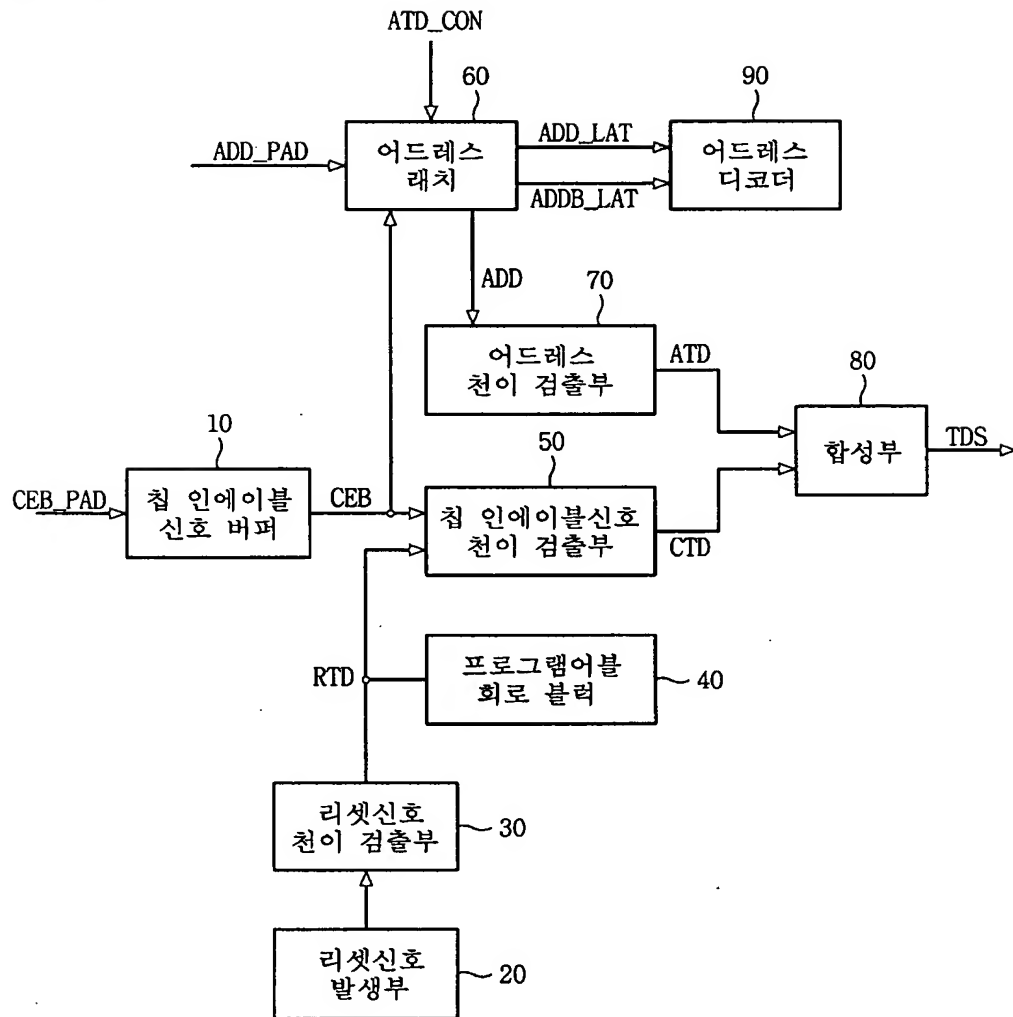 ATD_CON
60
90
ADD_PAD
어드레스
래치
ADD_LAT
ADDB_LAT
어드레스
디코더
ADD
70
어드레스
천이 검출부
ATD
80
합성부
TDS
10
CEB_PAD
칩 인에이블
신호 버퍼
CEB
50
칩 인에이블신호
천이 검출부
CTD
RTD
프로그램어블
회로 블럭
40
리셋신호
천이 검출부
30
리셋신호
발생부
20